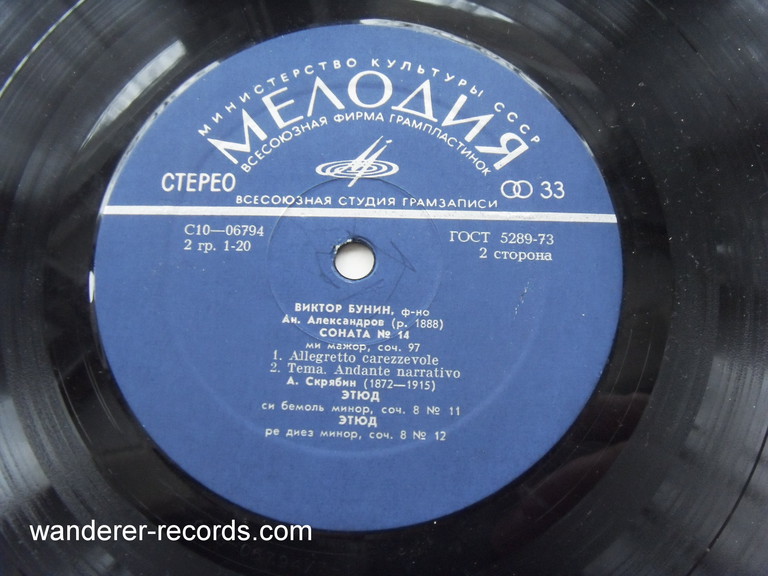 МИНИСТЕРСТВО КУЛЬТУРЫ СССР
МЕЛОДИЯ
ВСЕСОЮЗНАЯ ФИРМА ГРАМПЛАСТИНОК
СТЕРЕО
33
ВСЕСОЮЗНАЯ СТУДИЯ ГРАМЗАПИСИ
С10—06794
ГОСТ 5289-73
2 гр. 1-20
2 сторона
ВИКТОР БУНИН, ф-но
Ан. Александров (р. 1888)
СОНАТА № 14
ми мажор, соч. 97
1. Allegretto carezzevole
2. Tema. Andante narrativo
А. Скрябин (1872—1915)
ЭТЮД
си бемоль минор, соч. 8 № 11
ЭТЮД
ре диез минор, соч. 8 № 12
wanderer-records.com